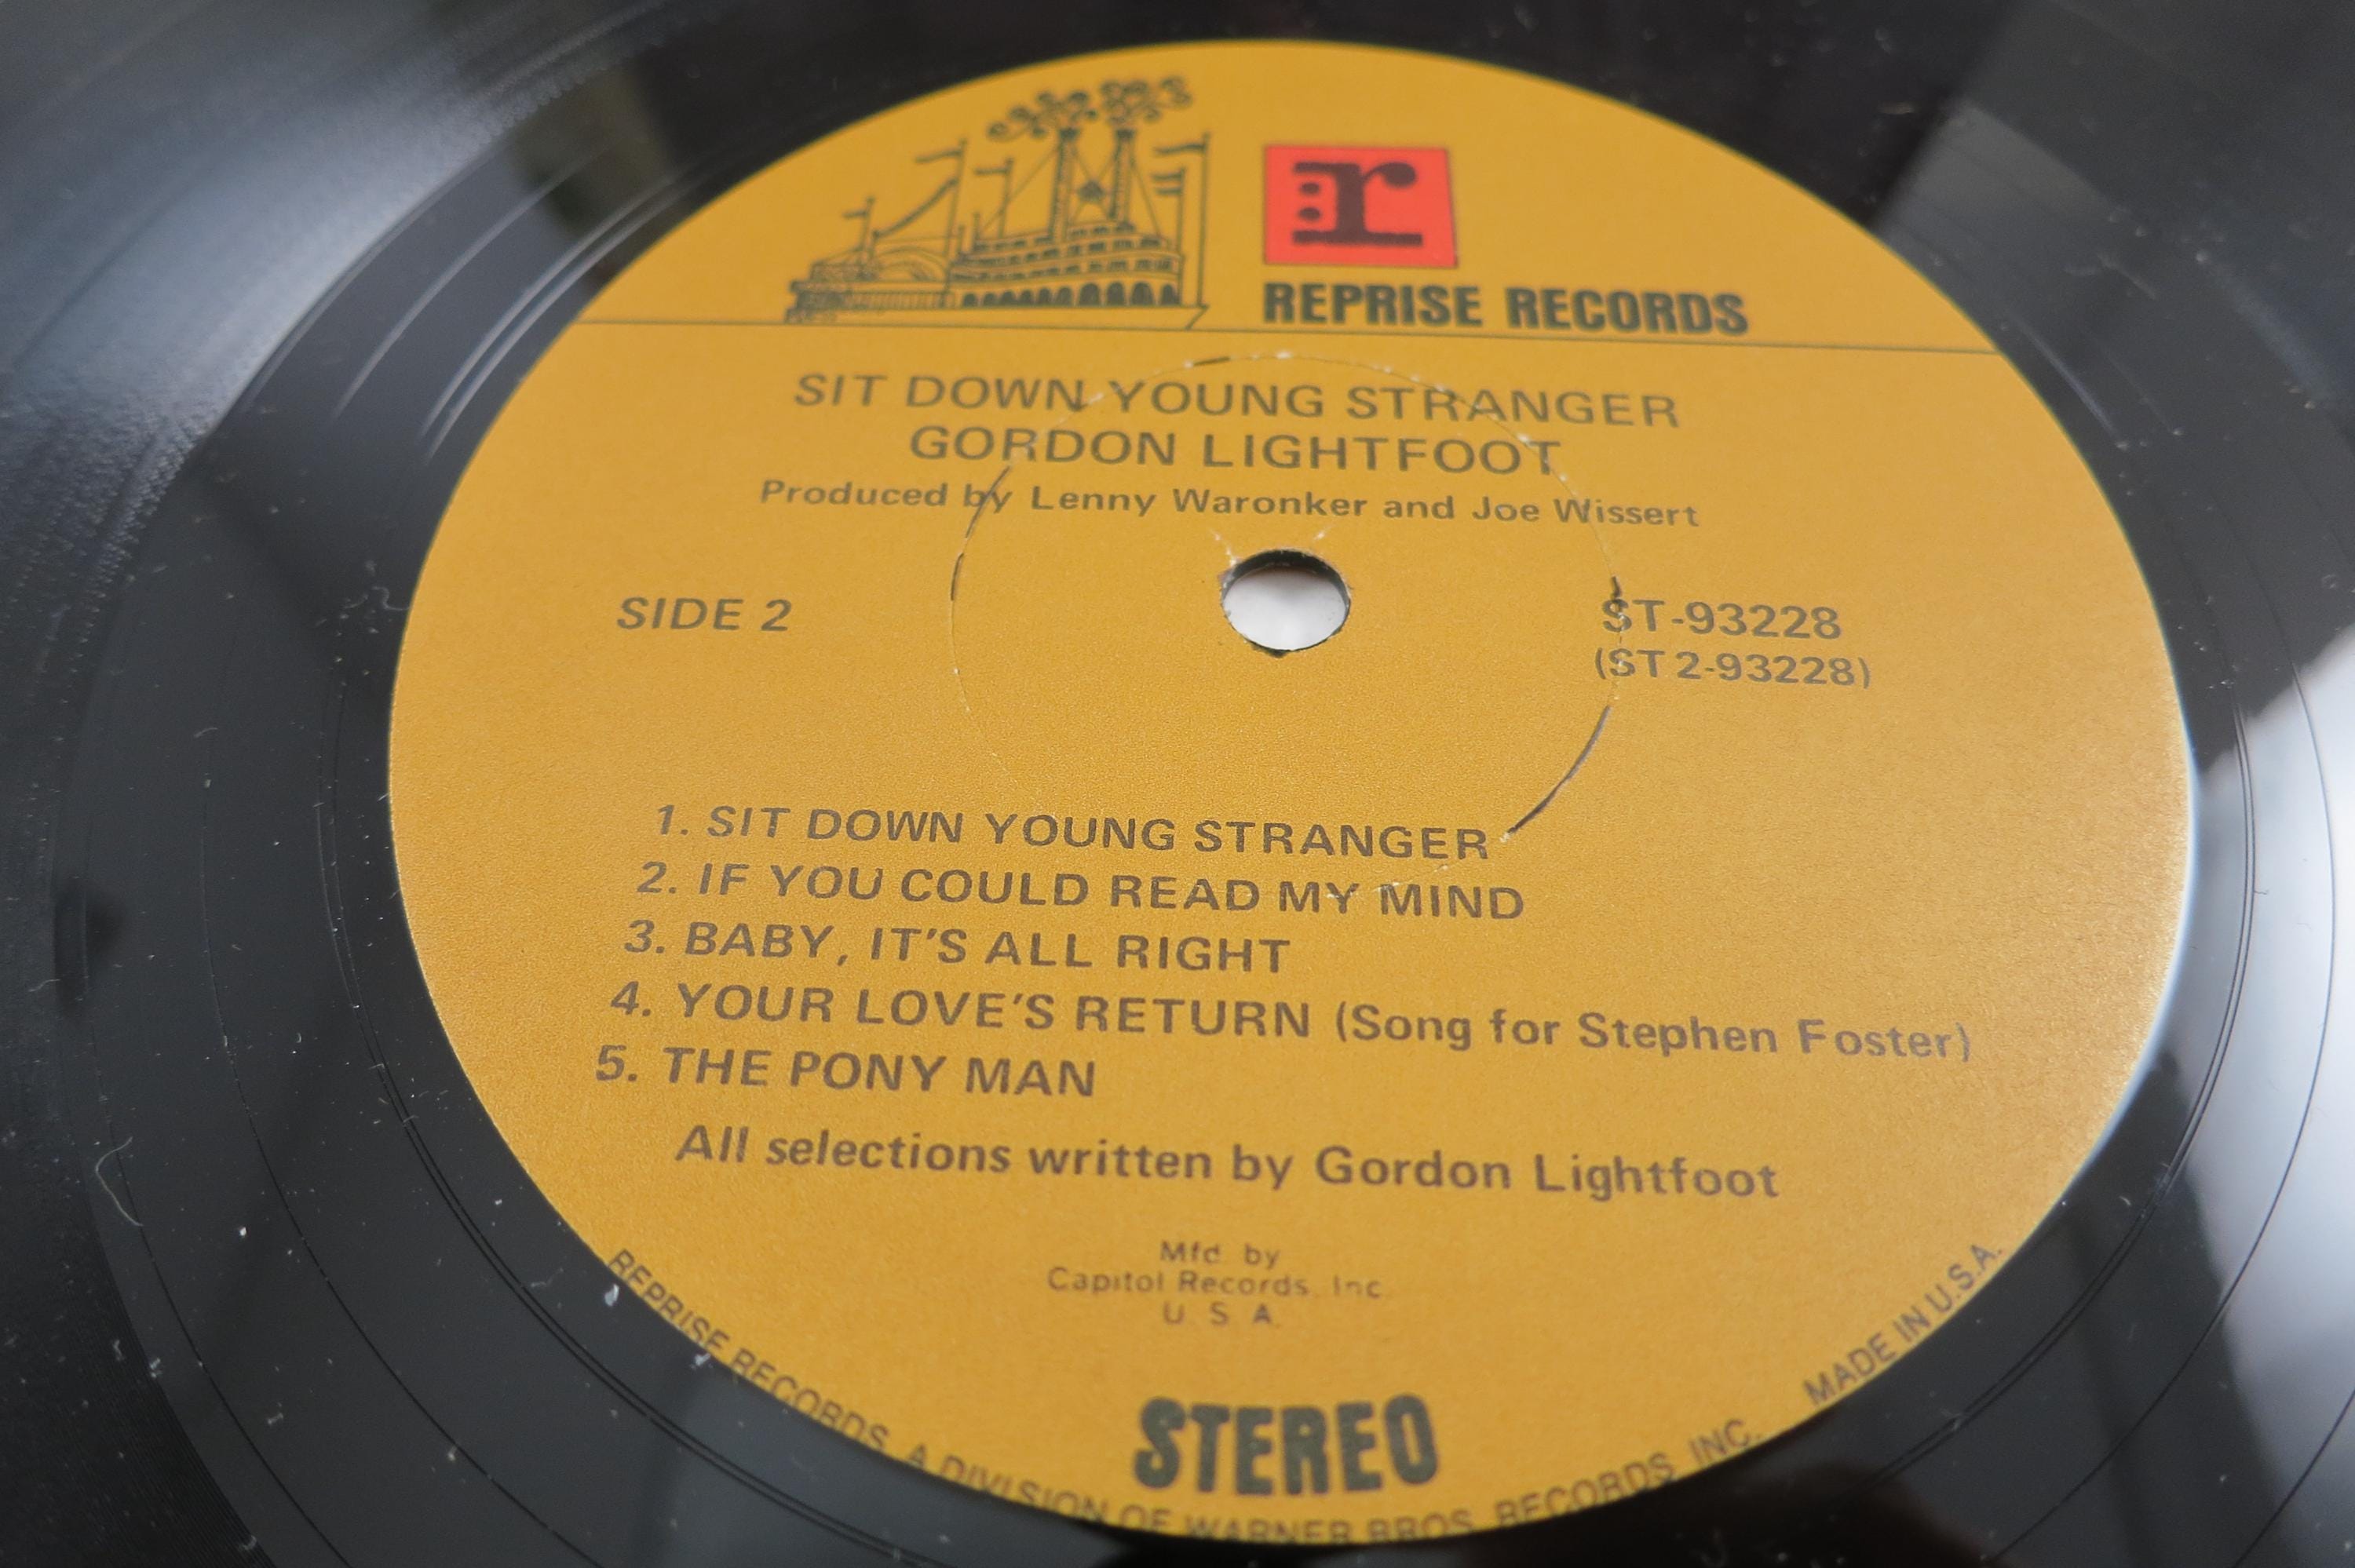 r
REPRISE RECORDS
SIT DOWN YOUNG STRANGER
GORDON LIGHTFOOT
Produced by Lenny Waronker and Joe Wissert
SIDE 2
ST-93228
(ST 2-93228)
1. SIT DOWN YOUNG STRANGER
2. IF YOU COULD READ MY MIND
3. BABY, IT'S ALL RIGHT
4. YOUR LOVE'S RETURN (Song for Stephen Foster)
5. THE PONY MAN
All selections written by Gordon Lightfoot
Mfd. by
Capitol Records, Inc.
U. S. A.
STEREO
REPRISE RECORDS, A DIVISION OF WARNER BROS. RECORDS, INC. MADE IN U.S.A.